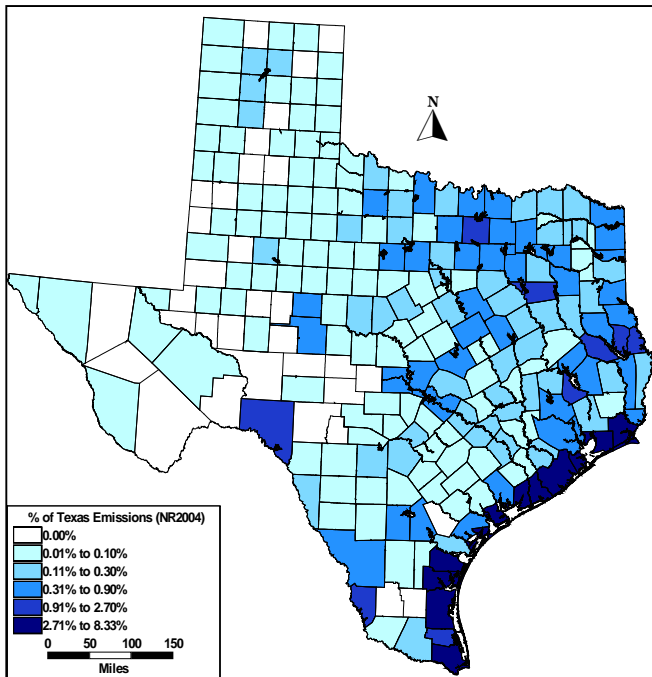 N
% of Texas Emissions (NR2004)
0.00%
0.01% to 0.10%
0.11% to 0.30%
0.31% to 0.90%
0.91% to 2.70%
2.71% to 8.33%
0 50 100 150
Miles